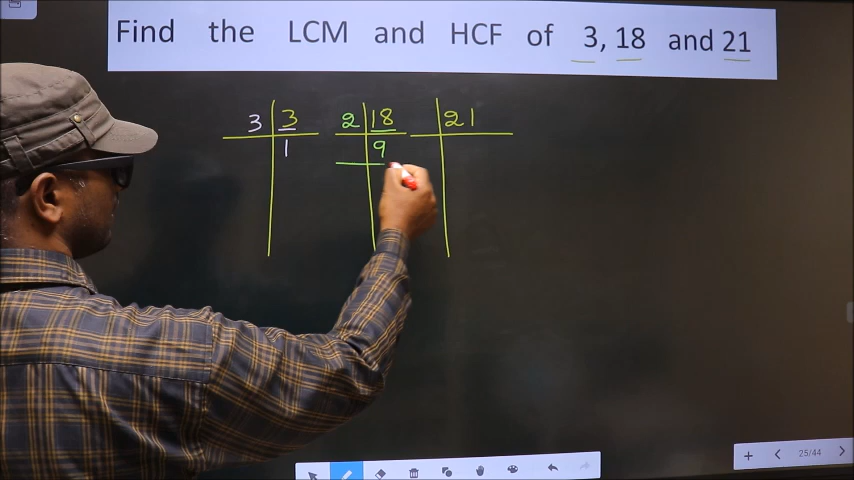 Find the LCM and HCF of 3, 18 and 21
3 3 2 18 21
1 9
25/44